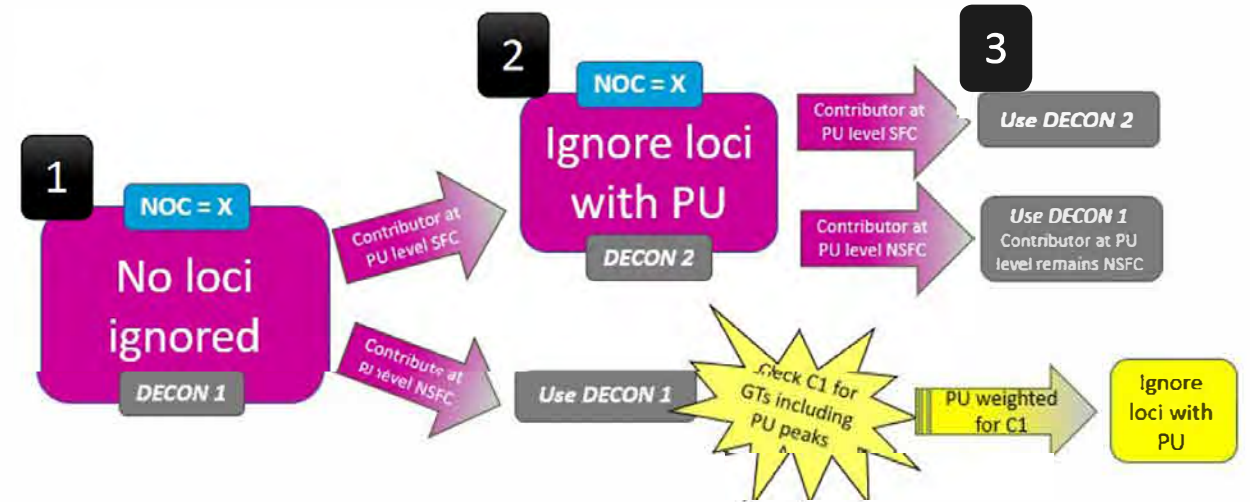 1
NOC = X
No loci
ignored
DECON 1
Contributor at
PU level SFC
Contribute at
PU level NSFC
2
NOC = X
Ignore loci
with PU
DECON 2
Contributor at
PU level SFC
Contributor at
PU level NSFC
3
Use DECON 2
Use DECON 1
Contributor at PU
level remains NSFC
Use DECON 1
Check C1 for
GTs including
PU peaks
PU weighted
for C1
Ignore
loci with
PU